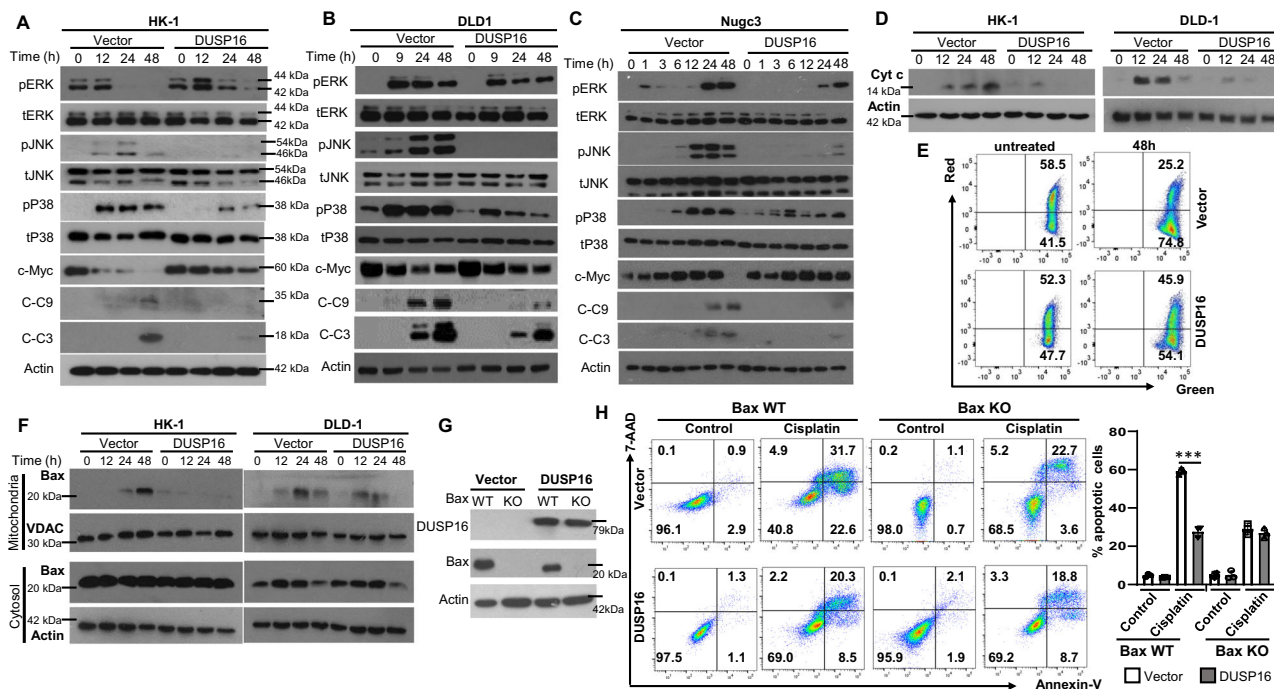 A
HK-1
Vector DUSP16
Time (h) 0 12 24 48 0 12 24 48
pERK 44 kDa
42 kDa
tERK 44 kDa
42 kDa
pJNK 54kDa
46kDa
tJNK 54kDa
46kDa
pP38 38 kDa
tP38 38 kDa
c-Myc 60 kDa
C-C9 35 kDa
C-C3 18 kDa
Actin 42 kDa
B
DLD1
Vector DUSP16
0 9 24 48 0 9 24 48
pERK
tERK
pJNK
tJNK
pP38
tP38
c-Myc
C-C9
C-C3
Actin
C
Nugc3
Vector DUSP16
Time (h) 0 1 3 6 12 24 48 0 1 3 6 12 24 48
pERK
tERK
pJNK
tJNK
pP38
tP38
c-Myc
C-C9
C-C3
Actin
D
HK-1 DLD-1
Vector DUSP16 Vector DUSP16
0 12 24 48 0 12 24 48 0 12 24 48 0 12 24 48
Cyt c
14 kDa
Actin
42 kDa
E
untreated 48h
Red
58.5 25.2
41.5 74.8
Vector
52.3 45.9
47.7 54.1
DUSP16
Green
F
HK-1 DLD-1
Vector DUSP16 Vector DUSP16
Time (h) 0 12 24 48 0 12 24 48 0 12 24 48 0 12 24 48
Mitochondria
Bax
20 kDa
VDAC
30 kDa
Cytosol
Bax
20 kDa
42 kDa
Actin
G
Vector DUSP16
Bax WT KO WT KO
DUSP16 79kDa
Bax 20 kDa
Actin 42kDa
H
Bax WT Bax KO
Control Cisplatin Control Cisplatin
7-AAD
Vector
0.1 0.9 4.9 31.7 0.2 1.1 5.2 22.7
96.1 2.9 40.8 22.6 98.0 0.7 68.5 3.6
DUSP16
0.1 1.3 2.2 20.3 0.1 2.1 3.3 18.8
97.5 1.1 69.0 8.5 95.9 1.9 69.2 8.7
Annexin-V
% apoptotic cells
80
60
40
20
0
***
Control Cisplatin Control Cisplatin
Bax WT Bax KO
Vector DUSP16